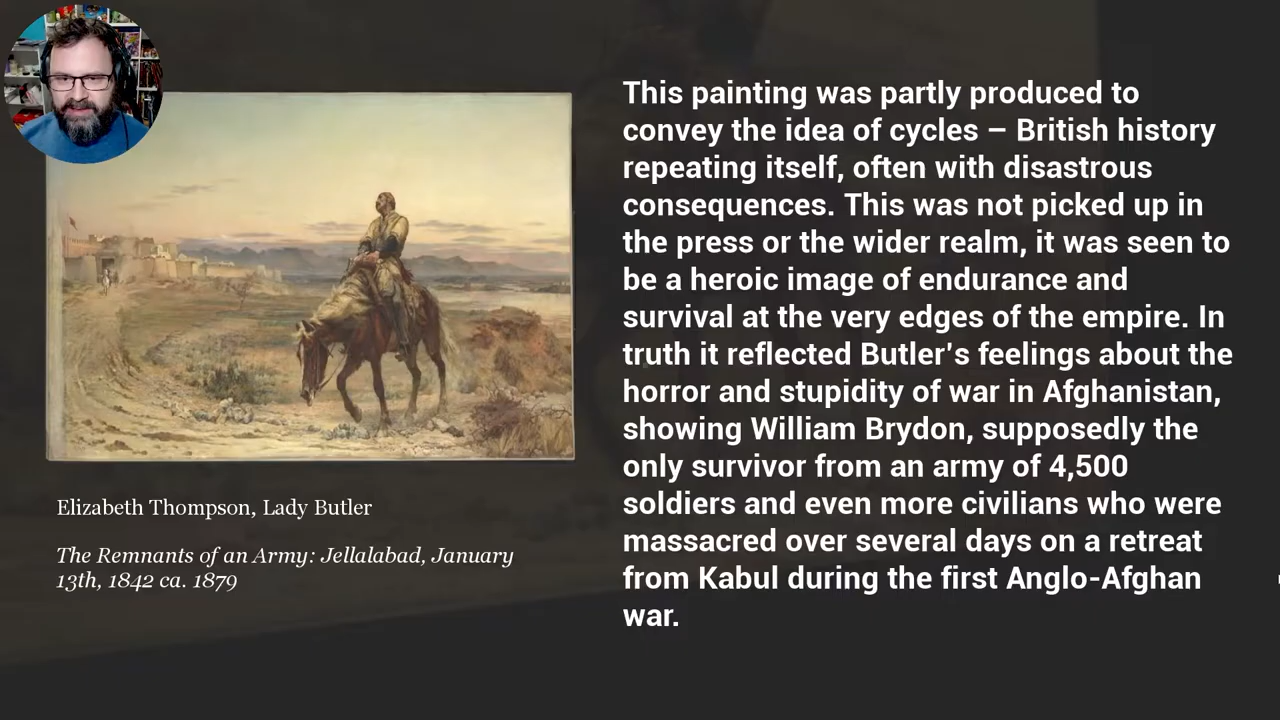 This painting was partly produced to
convey the idea of cycles – British history
repeating itself, often with disastrous
consequences. This was not picked up in
the press or the wider realm, it was seen to
be a heroic image of endurance and
survival at the very edges of the empire. In
truth it reflected Butler's feelings about the
horror and stupidity of war in Afghanistan,
showing William Brydon, supposedly the
only survivor from an army of 4,500
soldiers and even more civilians who were
massacred over several days on a retreat
from Kabul during the first Anglo-Afghan
war.
Elizabeth Thompson, Lady Butler
The Remnants of an Army: Jellalabad, January
13th, 1842 ca. 1879